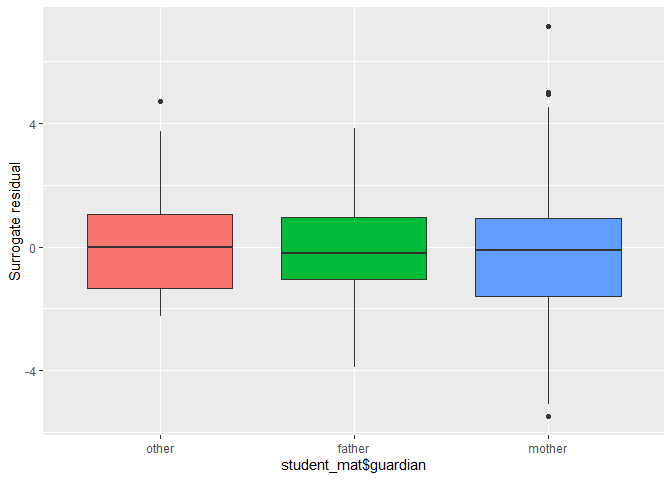 Surrogate residual
4
0
-4
other father mother
student_mat$guardian